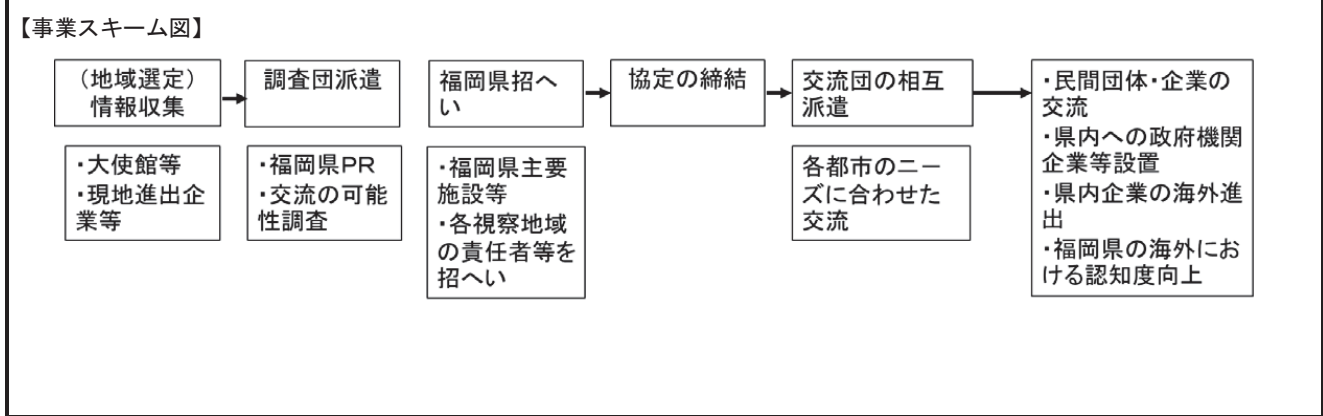 【事業スキーム図】
(地域選定)
情報収集
調査団派遣
福岡県招へ
い
協定の締結
交流団の相互
派遣
・民間団体・企業の
交流
・県内への政府機関
企業等設置
・県内企業の海外進
出
・福岡県の海外にお
ける認知度向上
・大使館等
・現地進出企
業等
・福岡県PR
・交流の可能
性調査
・福岡県主要
施設等
・各視察地域
の責任者等を
招へい
各都市のニー
ズに合わせた
交流